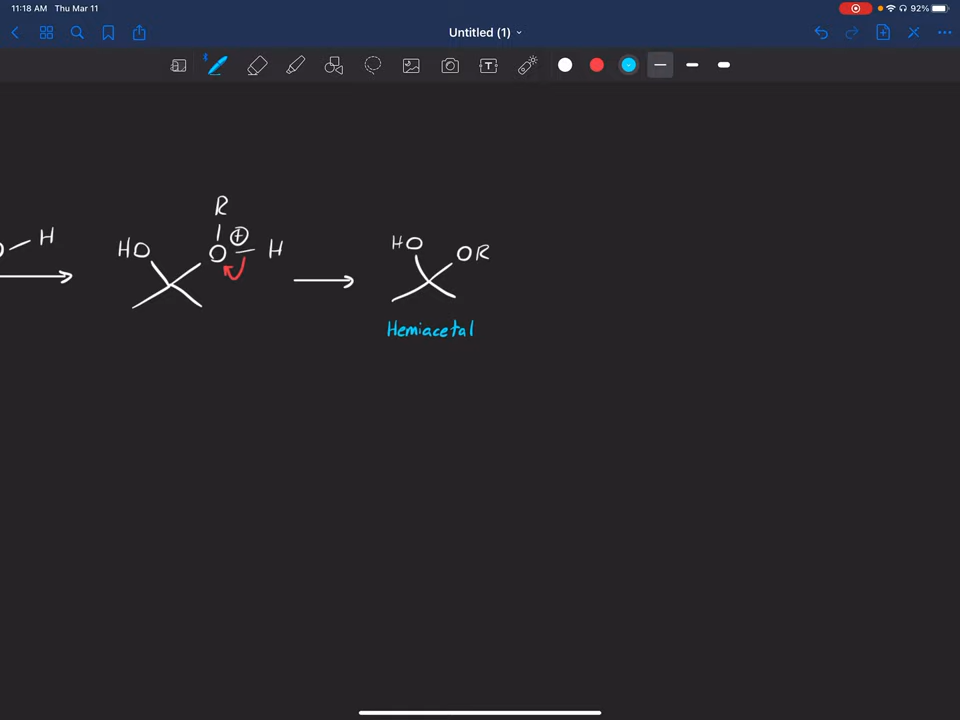 11:18 AM Thu Mar 11
92%
Untitled (1)
T
R
H
HO
O
⊕
H
HO
OR
Hemiacetal